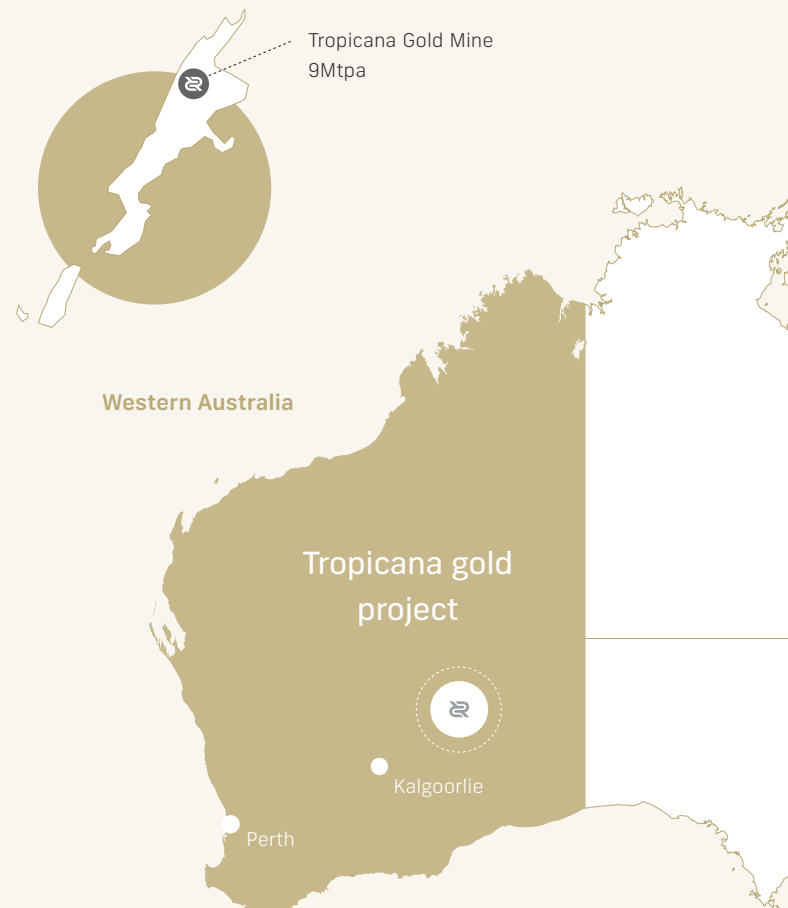 Tropicana Gold Mine
9Mtpa
Western Australia
Tropicana gold
project
Kalgoorlie
Perth